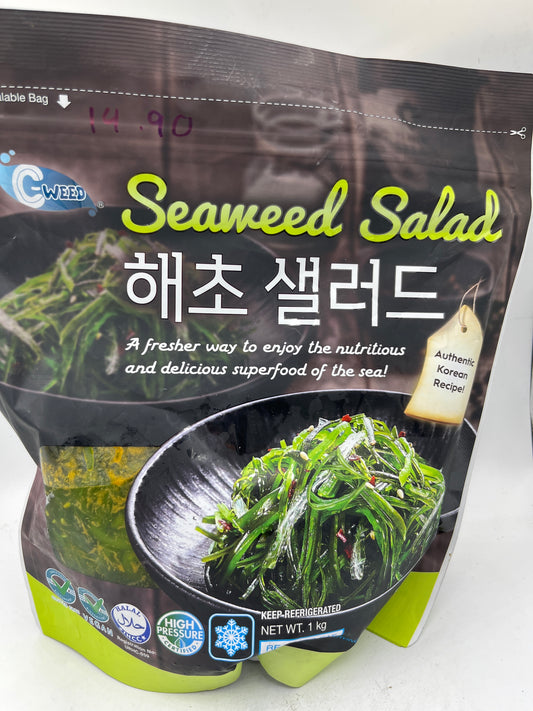 alable Bag
14.90
C-WEED®
Seaweed Salad
해초 샐러드
A fresher way to enjoy the nutritious
and delicious superfood of the sea!
Authentic
Korean
Recipe!
VEGAN
HALAL
HIGH
PRESSURE
CERTIFIED
KEEP-REFRIGERATED
NET WT. 1 kg